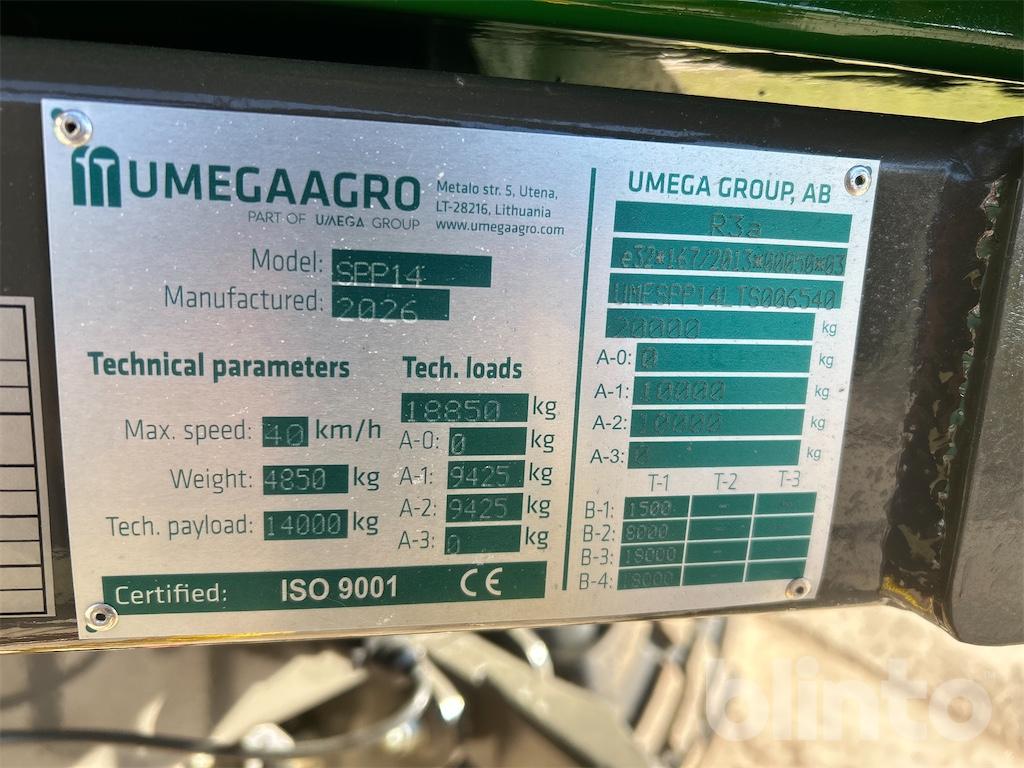 UMEGAAGRO
PART OF UMEGA GROUP
Metalo str. 5, Utena,
LT-28216, Lithuania
www.umegaagro.com
Model: SPP14
Manufactured: 2026
Technical parameters
Max. speed: 40 km/h
Weight: 4850 kg
Tech. payload: 14000 kg
Tech. loads
18850 kg
A-0: 0 kg
A-1: 9425 kg
A-2: 9425 kg
A-3: 0 kg
Certified: ISO 9001 CE
UMEGA GROUP, AB
R3a
e32*167/2013*00050*03
UMESPP14LTS006540
20000 kg
A-0: 0 kg
A-1: 10000 kg
A-2: 10000 kg
A-3: 0 kg
T-1 T-2 T-3
B-1: 1500 - -
B-2: 8000 - -
B-3: 18000 - -
B-4: 18000 - -
blinto